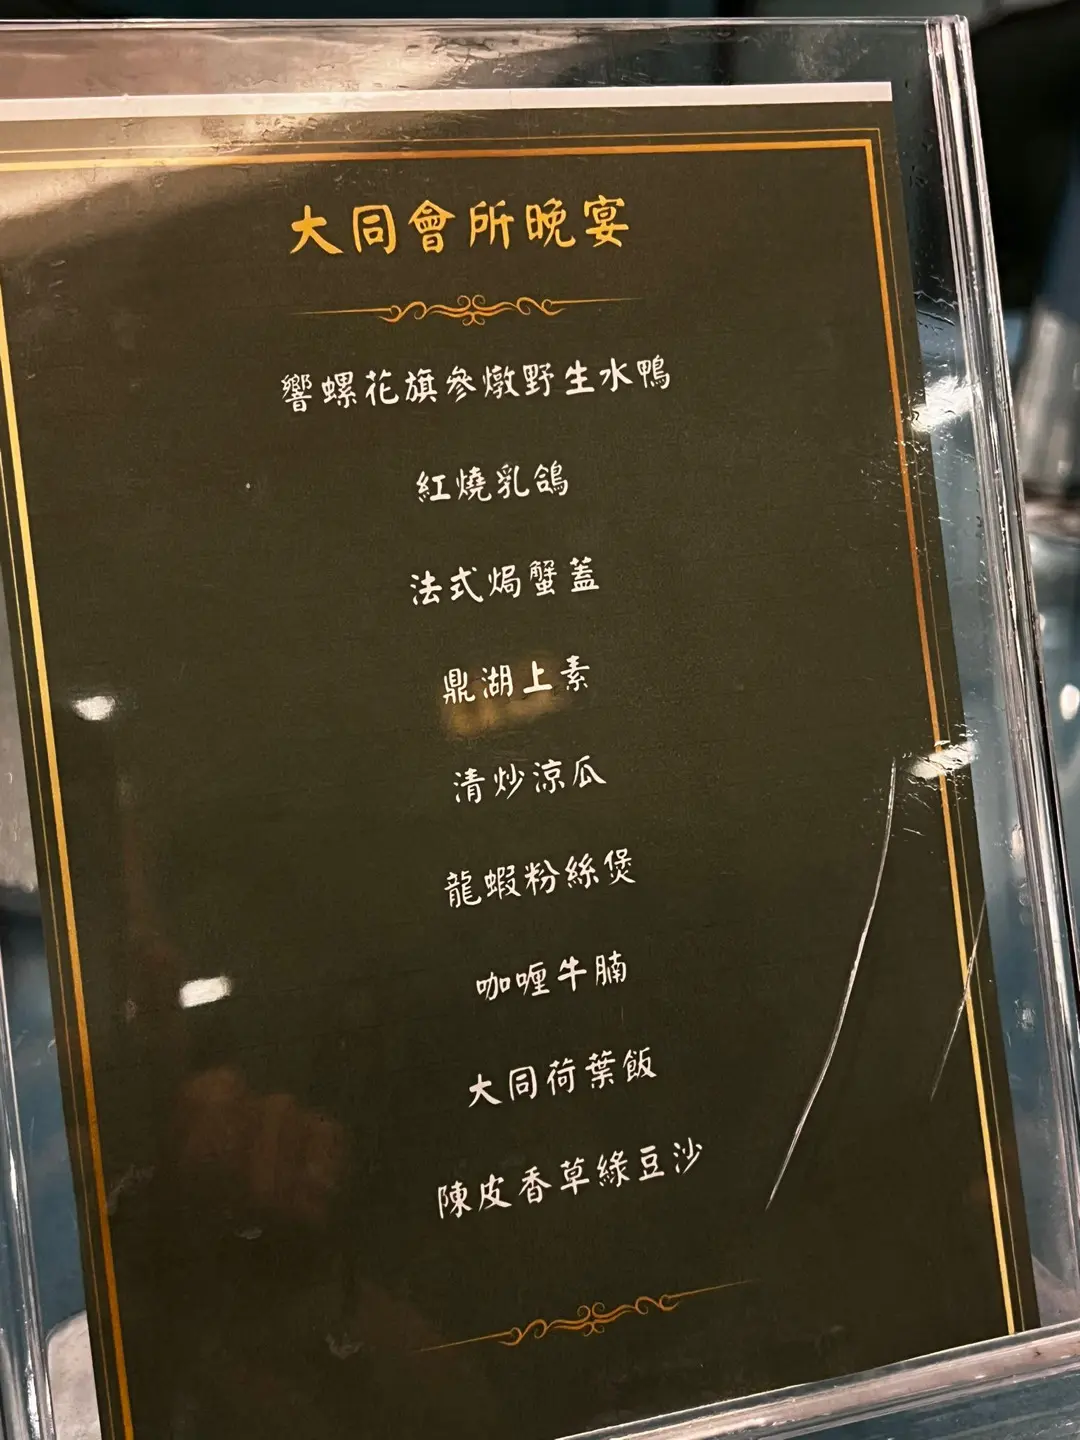 大同會所晚宴
響螺花旗參燉野生水鴨
紅燒乳鴿
法式焗蟹蓋
鼎湖上素
清炒涼瓜
龍蝦粉絲煲
咖喱牛腩
大同荷葉飯
陳皮香草綠豆沙